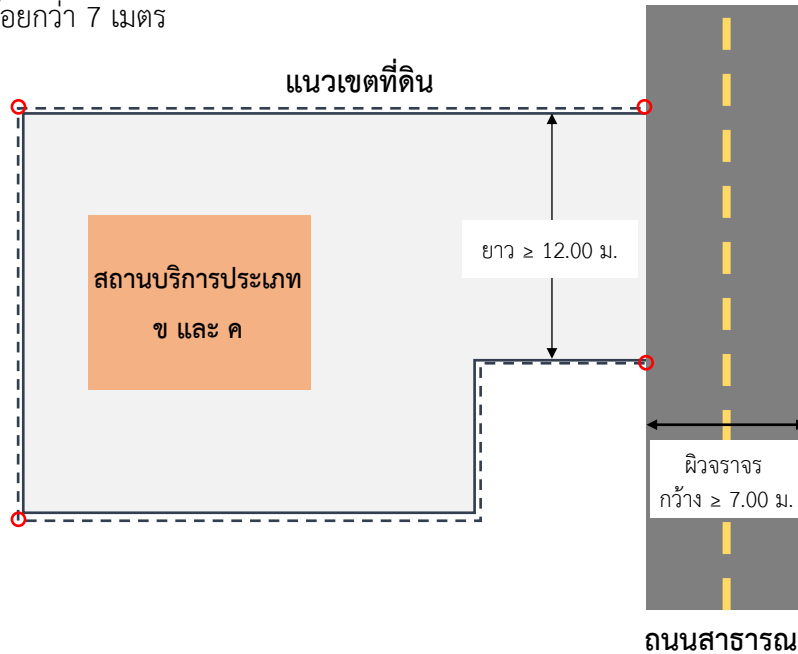 อยกว่า 7 เมตร
แนวเขตที่ดิน
ยาว ≥ 12.00 ม.
สถานบริการประเภท
ข และ ค
ผิวจราจร
กว้าง ≥ 7.00 ม.
ถนนสาธารณ